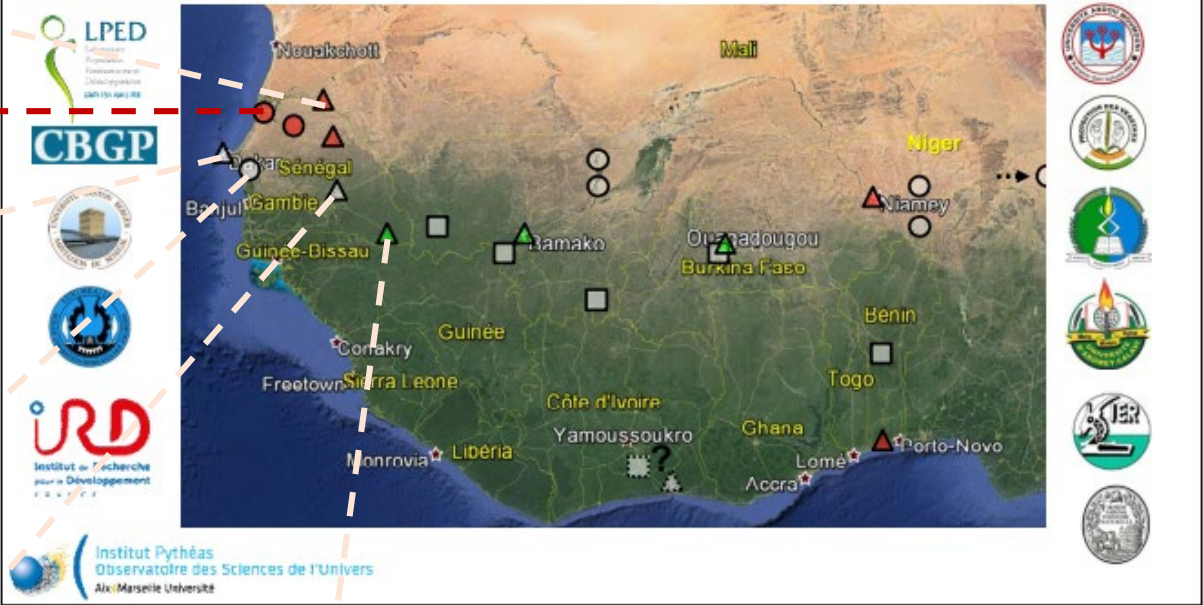 LPED
CBGP
iRD
Institut de Recherche
pour le Développement
FRANCE
Institut Pythéas
Observatoire des Sciences de l'Univers
Aix Marseille Université
Nouakchott
Mali
Niger
Dakar
Sénégal
Banjul
Gambie
Niamey
Guinée-Bissau
Bamako
Ouagadougou
Burkina Faso
Guinée
Bénin
Conakry
Freetown
Sierra Leone
Togo
Côte d'Ivoire
Yamoussoukro
Ghana
Monrovia
Libéria
?
Lomé
Porto-Novo
Accra
IER